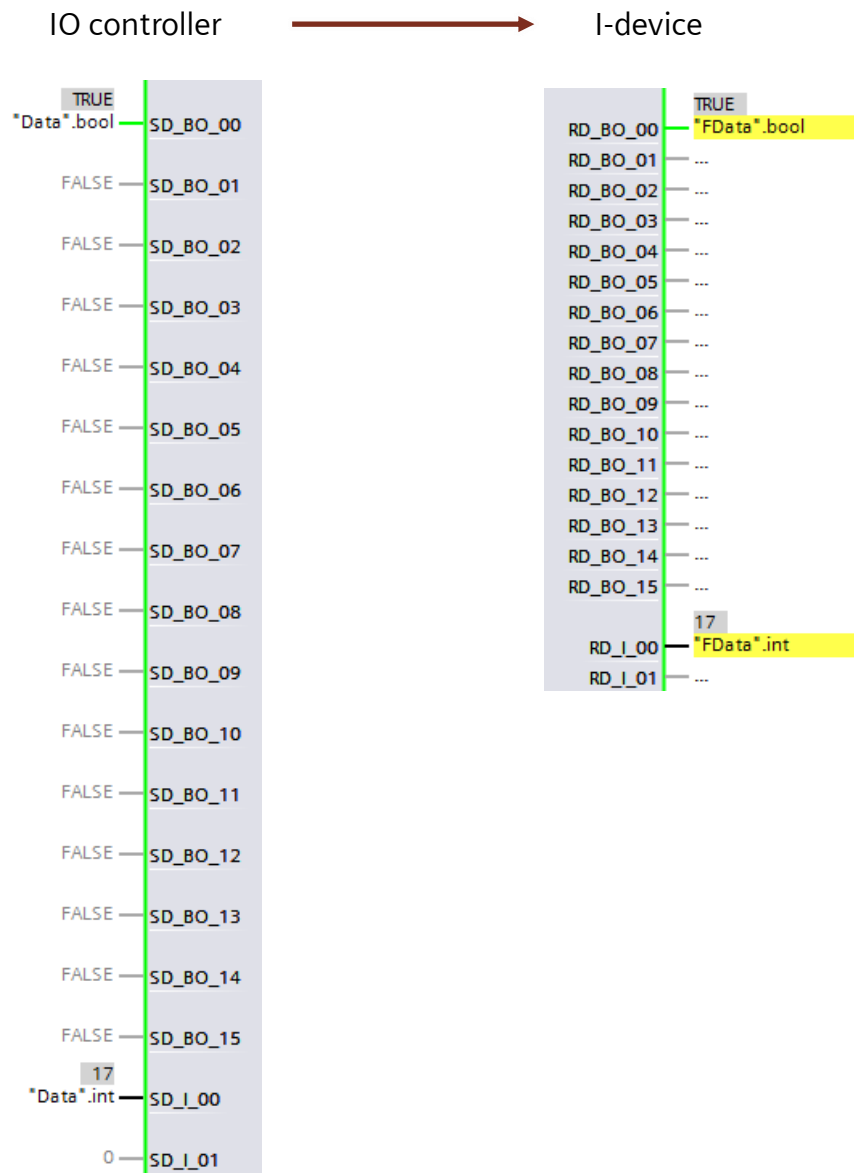 IO controller
I-device
TRUE
"Data".bool SD_BO_00
FALSE SD_BO_01
FALSE SD_BO_02
FALSE SD_BO_03
FALSE SD_BO_04
FALSE SD_BO_05
FALSE SD_BO_06
FALSE SD_BO_07
FALSE SD_BO_08
FALSE SD_BO_09
FALSE SD_BO_10
FALSE SD_BO_11
FALSE SD_BO_12
FALSE SD_BO_13
FALSE SD_BO_14
FALSE SD_BO_15
17
"Data".int SD_I_00
0 SD_I_01
TRUE
RD_BO_00 "FData".bool
RD_BO_01 ...
RD_BO_02 ...
RD_BO_03 ...
RD_BO_04 ...
RD_BO_05 ...
RD_BO_06 ...
RD_BO_07 ...
RD_BO_08 ...
RD_BO_09 ...
RD_BO_10 ...
RD_BO_11 ...
RD_BO_12 ...
RD_BO_13 ...
RD_BO_14 ...
RD_BO_15 ...
17
RD_I_00 "FData".int
RD_I_01 ...